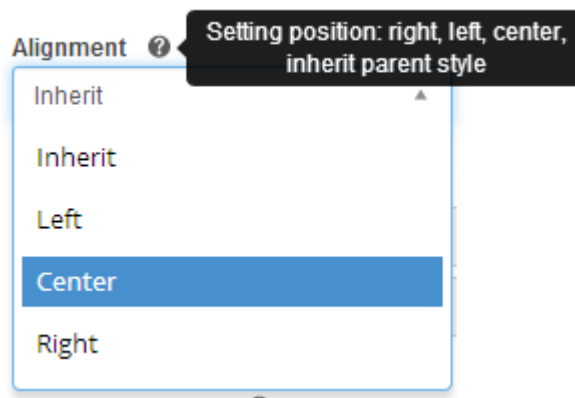 Alignment
Setting position: right, left, center,
inherit parent style
Inherit
Inherit
Left
Center
Right